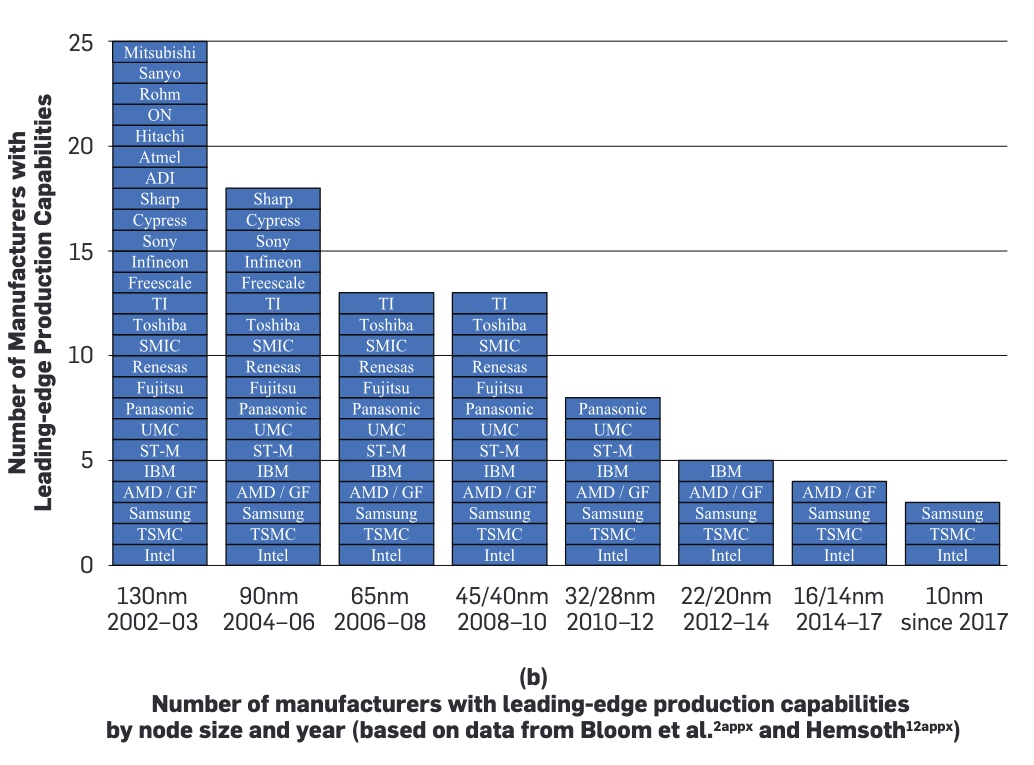 Number of Manufacturers with
Leading-edge Production Capabilities
25
20
15
10
5
0
Mitsubishi
Sanyo
Rohm
ON
Hitachi
Atmel
ADI
Sharp
Cypress
Sony
Infineon
Freescale
TI
Toshiba
SMIC
Renesas
Fujitsu
Panasonic
UMC
ST-M
IBM
AMD / GF
Samsung
TSMC
Intel
130nm
2002–03
Sharp
Cypress
Sony
Infineon
Freescale
TI
Toshiba
SMIC
Renesas
Fujitsu
Panasonic
UMC
ST-M
IBM
AMD / GF
Samsung
TSMC
Intel
90nm
2004–06
TI
Toshiba
SMIC
Renesas
Fujitsu
Panasonic
UMC
ST-M
IBM
AMD / GF
Samsung
TSMC
Intel
65nm
2006–08
TI
Toshiba
SMIC
Renesas
Fujitsu
Panasonic
UMC
ST-M
IBM
AMD / GF
Samsung
TSMC
Intel
45/40nm
2008–10
Panasonic
UMC
ST-M
IBM
AMD / GF
Samsung
TSMC
Intel
32/28nm
2010–12
IBM
AMD / GF
Samsung
TSMC
Intel
22/20nm
2012–14
AMD / GF
Samsung
TSMC
Intel
16/14nm
2014–17
Samsung
TSMC
Intel
10nm
since 2017
(b)
Number of manufacturers with leading-edge production capabilities
by node size and year (based on data from Bloom et al.2appx and Hemsoth12appx)